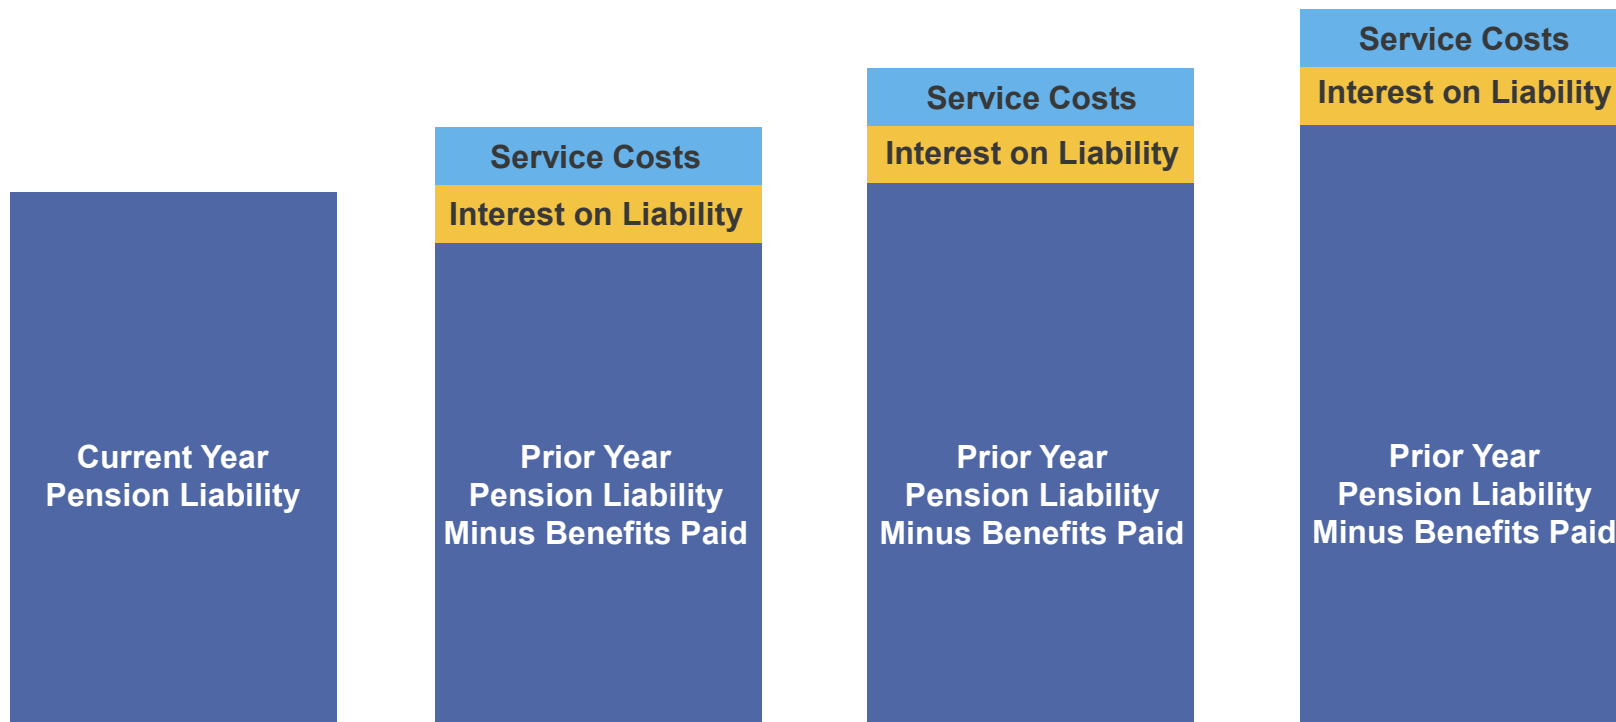 Current Year
Pension Liability
Service Costs
Interest on Liability
Prior Year
Pension Liability
Minus Benefits Paid
Service Costs
Interest on Liability
Prior Year
Pension Liability
Minus Benefits Paid
Service Costs
Interest on Liability
Prior Year
Pension Liability
Minus Benefits Paid